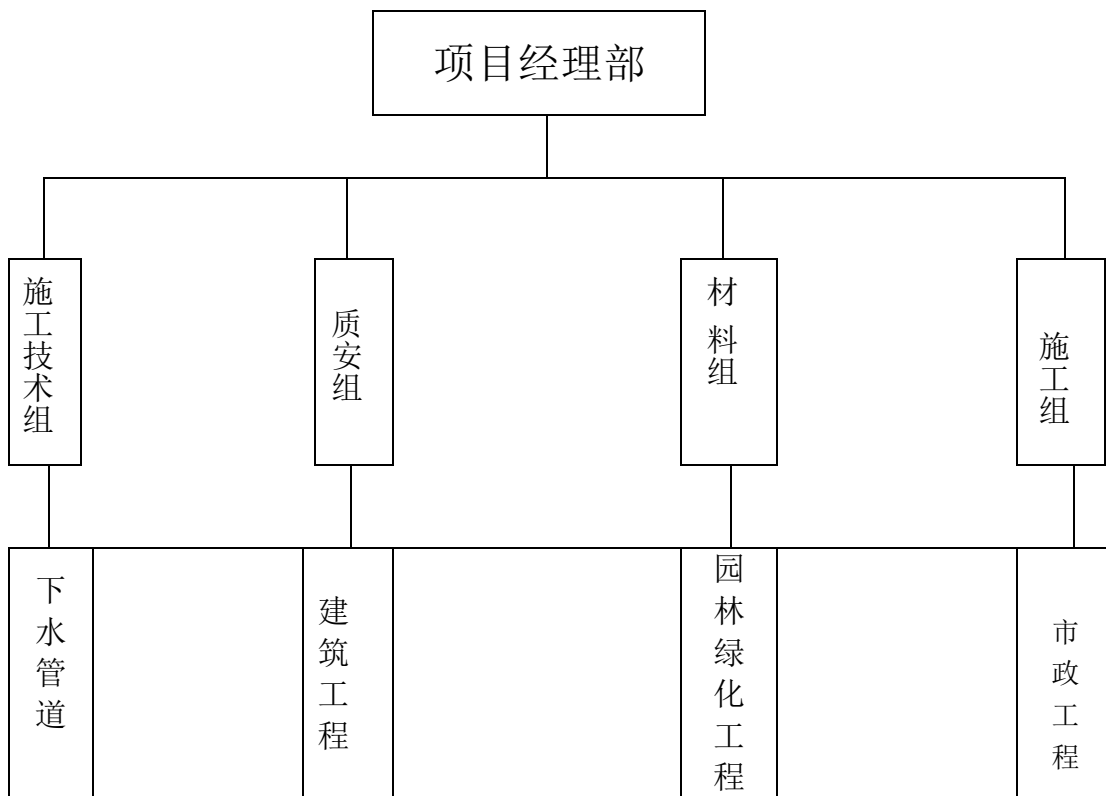 项目经理部
施工技术组
质安组
材料组
施工组
下水管道
建筑工程
园林绿化工程
市政工程